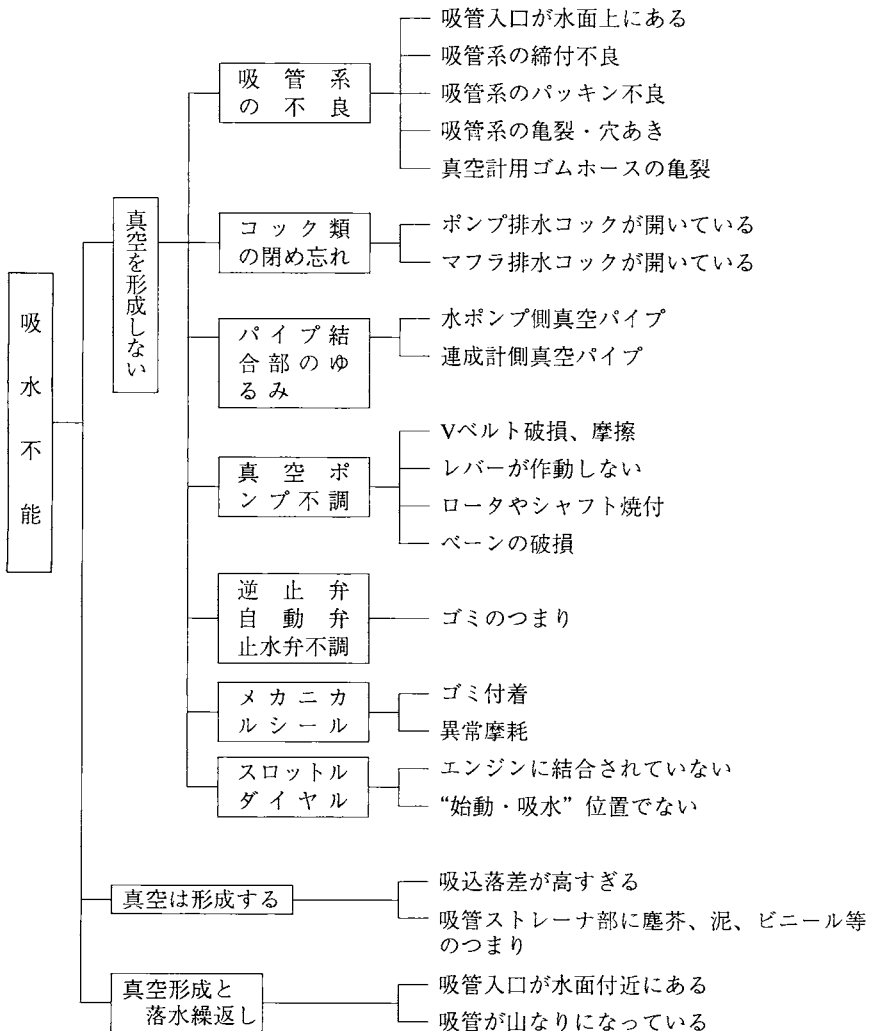 吸水不能
真空を形成しない
吸管系
の不良
吸管入口が水面上にある
吸管系の締付不良
吸管系のパッキン不良
吸管系の亀裂・穴あき
真空計用ゴムホースの亀裂
コック類
の閉め忘れ
ポンプ排水コックが開いている
マフラ排水コックが開いている
パイプ結
合部のゆ
るみ
水ポンプ側真空パイプ
連成計側真空パイプ
真空ポ
ンプ不調
Vベルト破損、摩擦
レバーが作動しない
ロータやシャフト焼付
ベーンの破損
逆止弁
自動弁
止水弁不調
ゴミのつまり
メカニカ
ルシール
ゴミ付着
異常摩耗
スロットル
ダイヤル
エンジンに結合されていない
“始動・吸水”位置でない
真空は形成する
吸込落差が高すぎる
吸管ストレーナ部に塵芥、泥、ビニール等
のつまり
真空形成と
落水繰返し
吸管入口が水面付近にある
吸管が山なりになっている